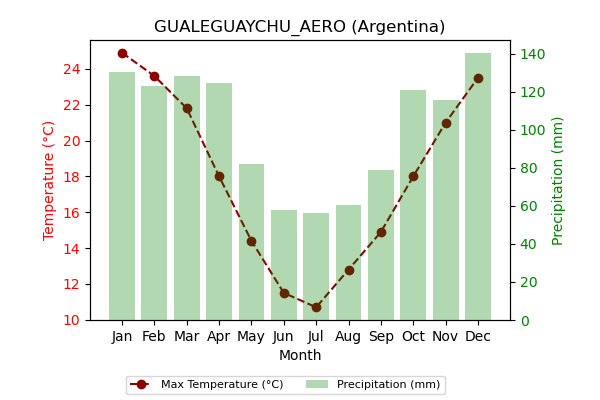 GUALEGUAYCHU_AERO (Argentina)
Temperature (°C)
24
22
20
18
16
14
12
10
140
120
100
80
60
40
20
0
Precipitation (mm)
Jan Feb Mar Apr May Jun Jul Aug Sep Oct Nov Dec
Month
Max Temperature (°C) Precipitation (mm)